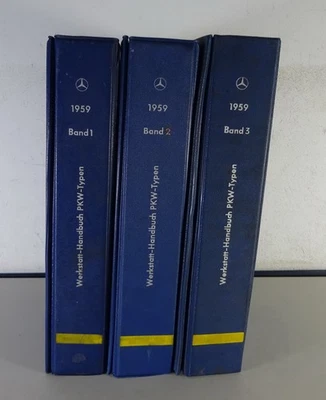 1959
Band 1
Werkstatt-Handbuch PKW-Typen
1959
Band 2
Werkstatt-Handbuch PKW-Typen
1959
Band 3
Werkstatt-Handbuch PKW-Typen